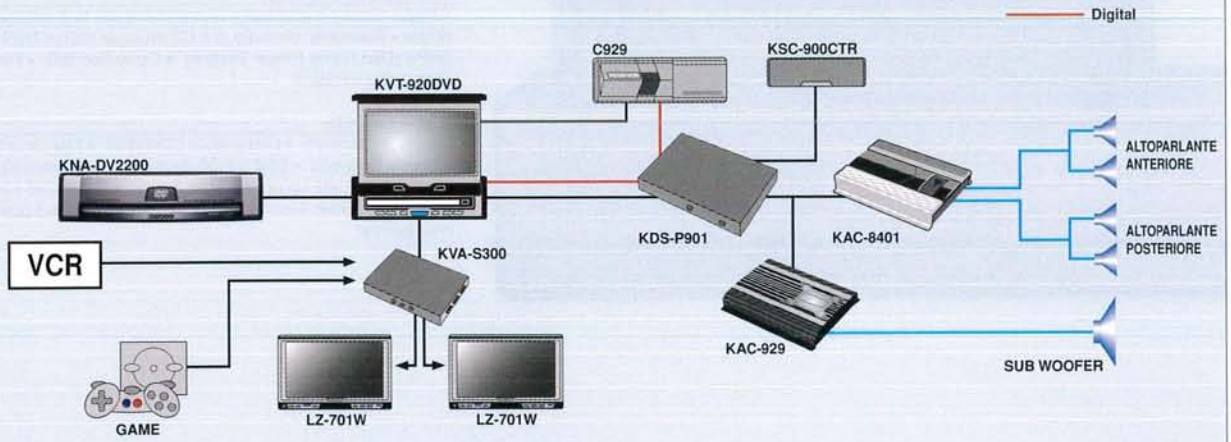 Digital
C929
KSC-900CTR
KVT-920DVD
KNA-DV2200
ALTOPARLANTE
ANTERIORE
KDS-P901
KAC-8401
ALTOPARLANTE
POSTERIORE
VCR
KVA-S300
KAC-929
SUB WOOFER
LZ-701W
LZ-701W
GAME